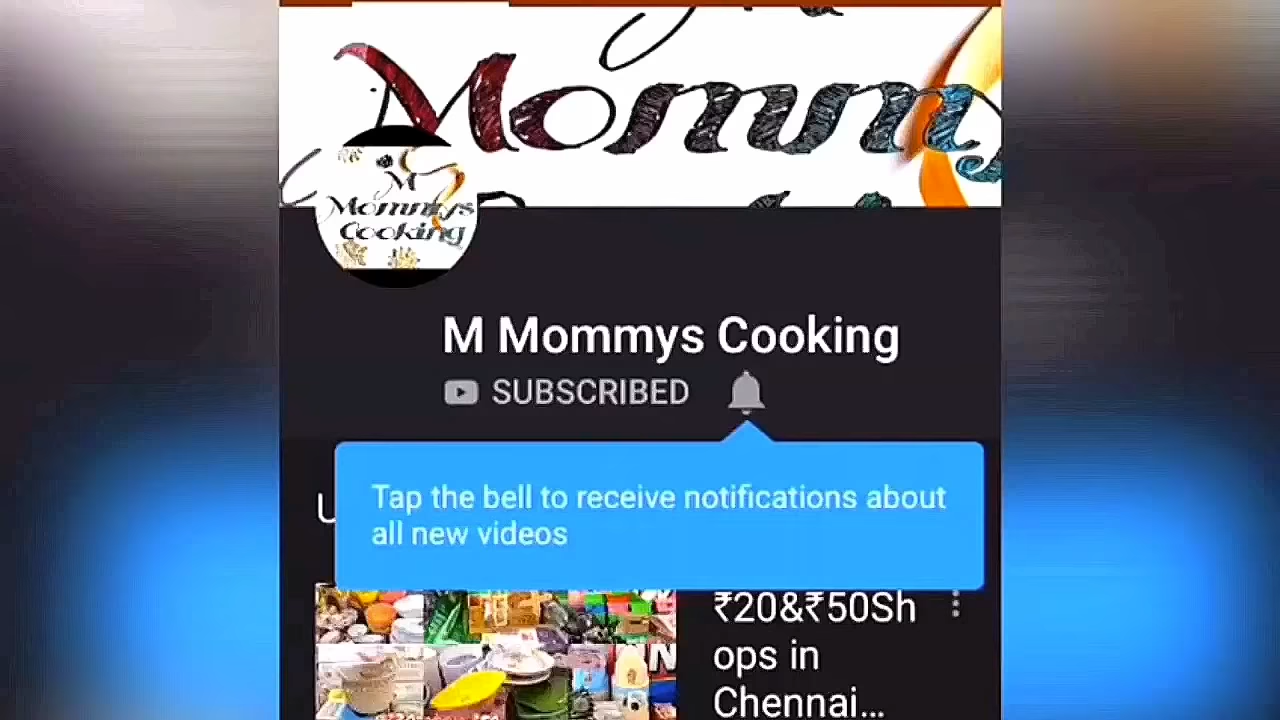 Mommy
M
Mommys
Cooking
M Mommys Cooking
SUBSCRIBED
Tap the bell to receive notifications about
all new videos
U
₹20&₹50Sh
ops in
Chennai...